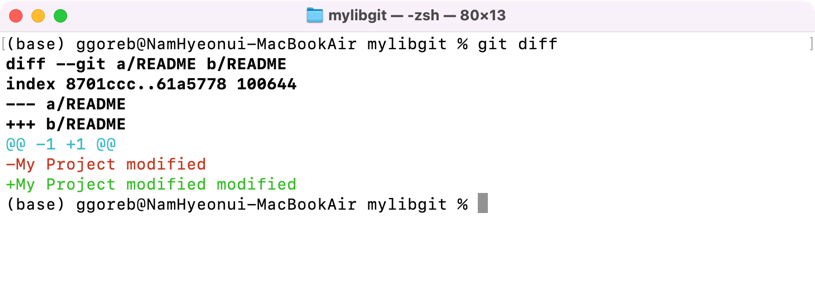 mylibgit — -zsh — 80×13
(base) ggoreb@NamHyeonui-MacBookAir mylibgit % git diff
diff --git a/README b/README
index 8701ccc..61a5778 100644
--- a/README
+++ b/README
@@ -1 +1 @@
-My Project modified
+My Project modified modified
(base) ggoreb@NamHyeonui-MacBookAir mylibgit %